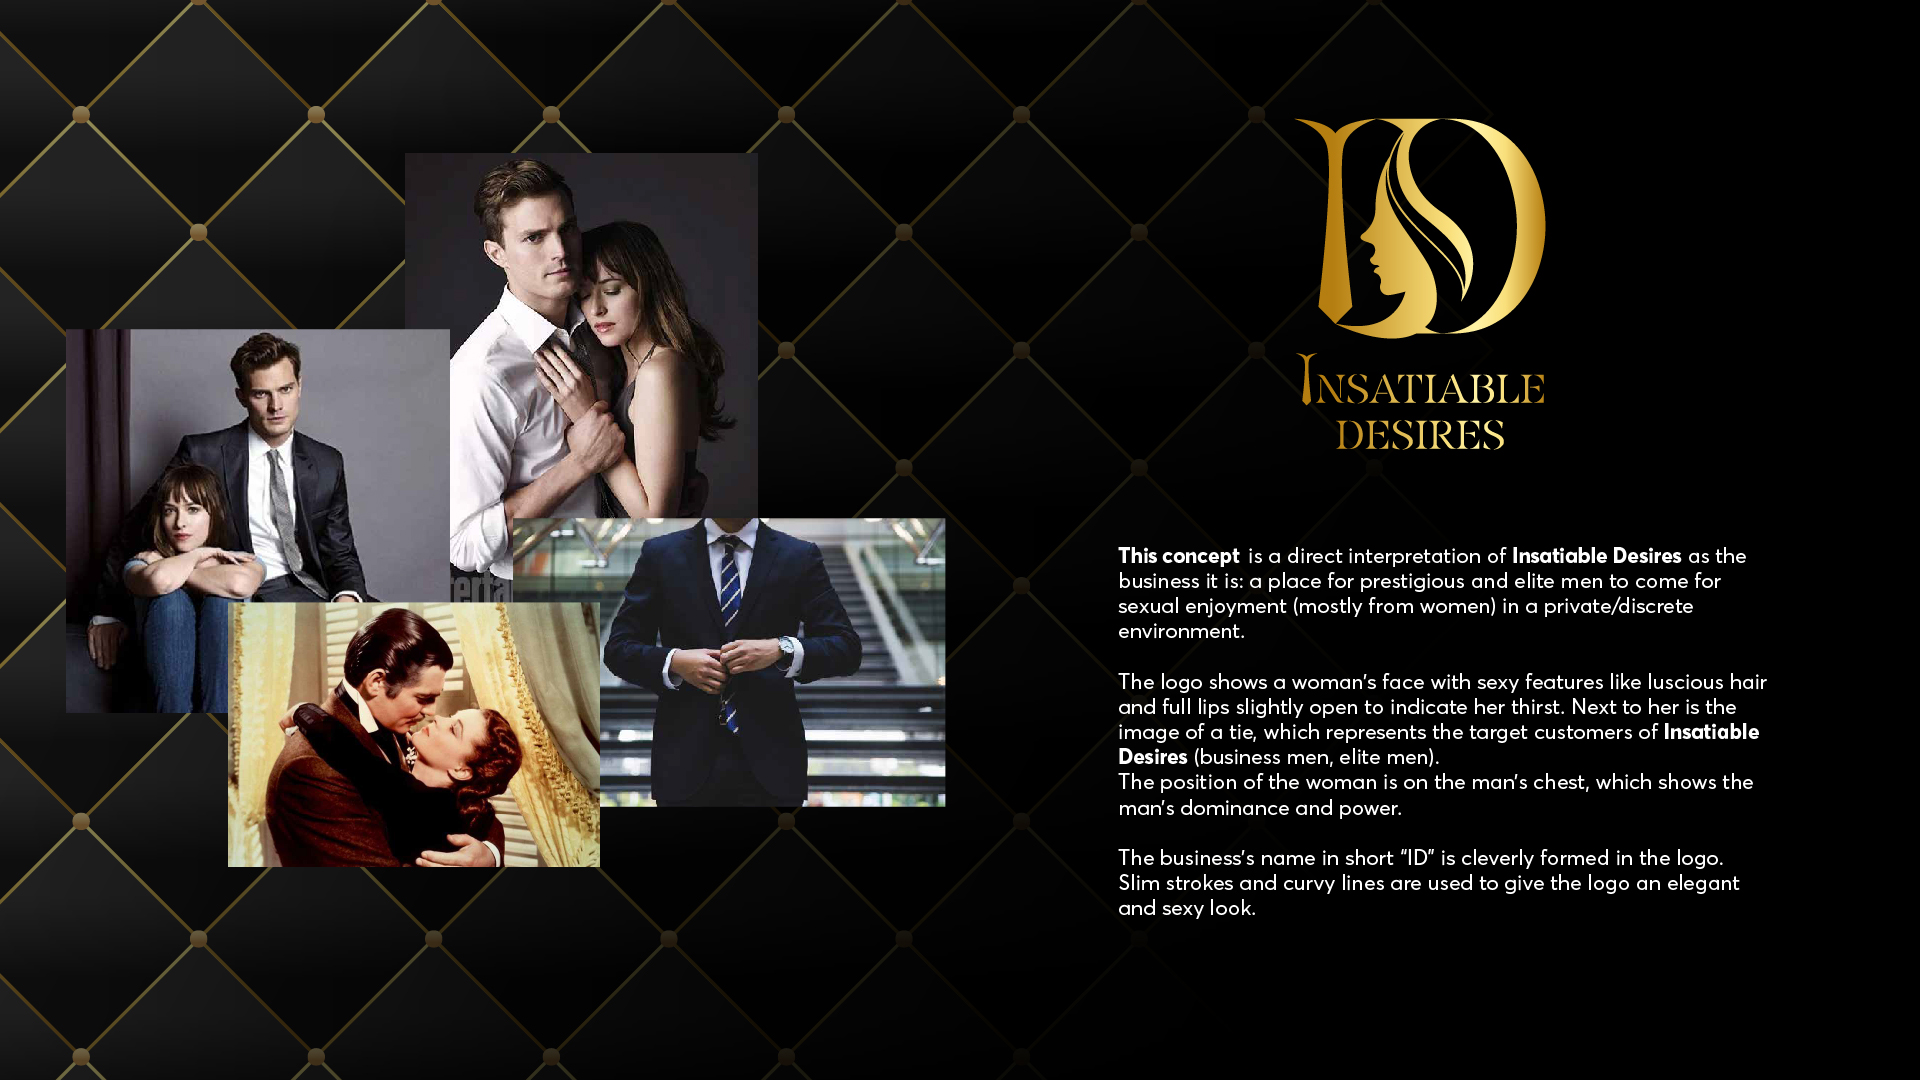 ID
INSATIABLE
DESIRES
This concept is a direct interpretation of Insatiable Desires as the
business it is: a place for prestigious and elite men to come for
sexual enjoyment (mostly from women) in a private/discrete
environment.
The logo shows a woman's face with sexy features like luscious hair
and full lips slightly open to indicate her thirst. Next to her is the
image of a tie, which represents the target customers of Insatiable
Desires (business men, elite men).
The position of the woman is on the man's chest, which shows the
man's dominance and power.
The business's name in short “ID” is cleverly formed in the logo.
Slim strokes and curvy lines are used to give the logo an elegant
and sexy look.